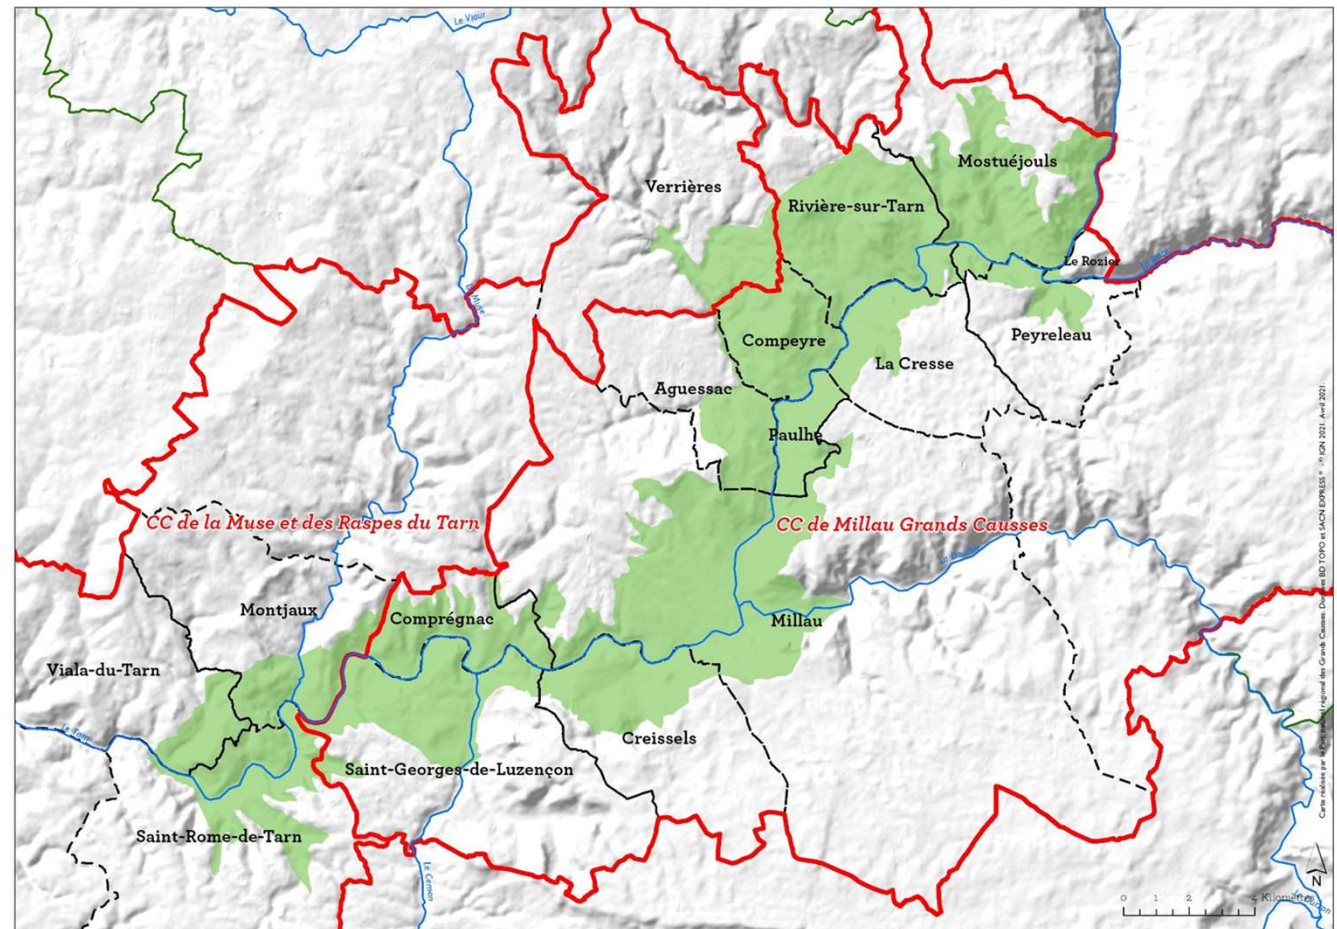 Le Viaur
Mostuéjouls
Verrières
Rivière-sur-Tarn
Le Rozier
La Muse
Peyreleau
Compeyre
La Cresse
Aguessac
Paulhe
CC de la Muse et des Raspes du Tarn
CC de Millau Grands Causses
Montjaux
Comprégnac
Millau
Viala-du-Tarn
Le Tarn
Creissels
Saint-Georges-de-Luzençon
Saint-Rome-de-Tarn
Le Cernon
N
0 1 2 4 Kilomètres